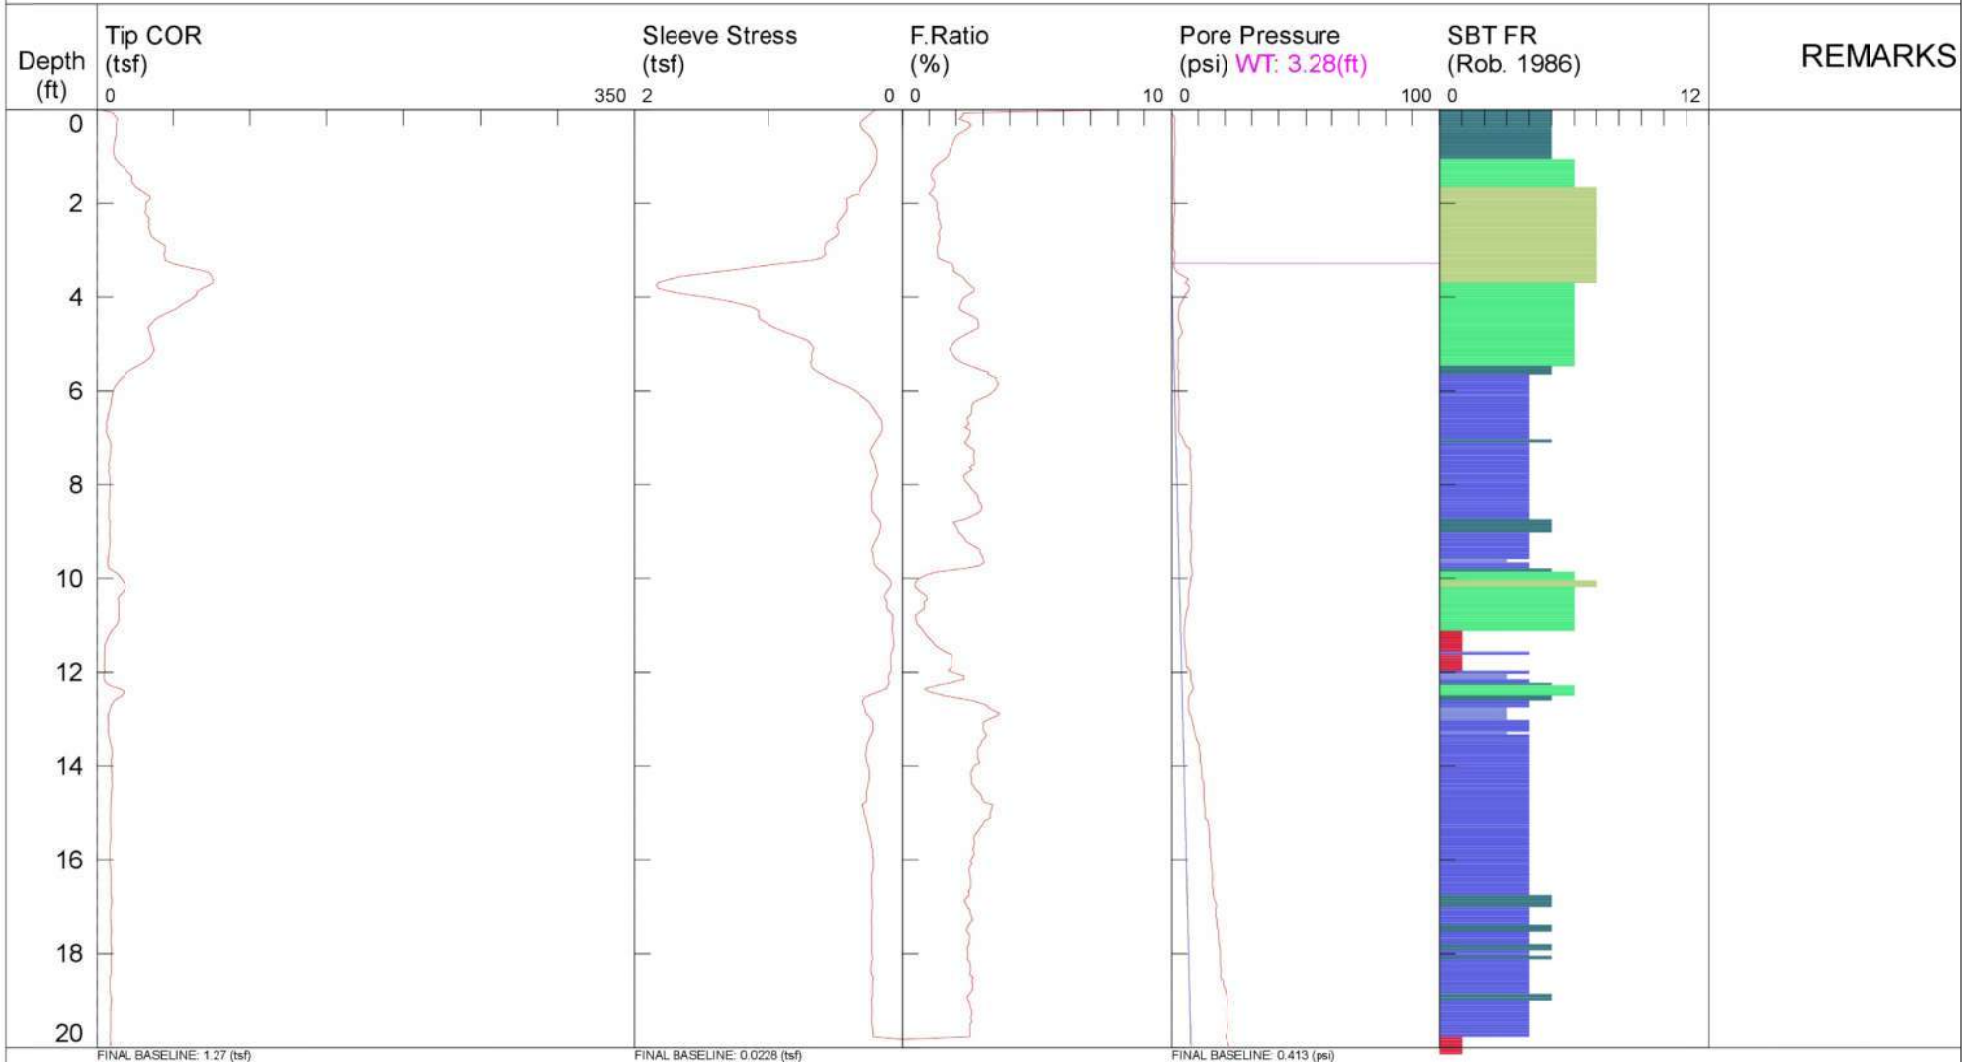 Depth
(ft)
Tip COR
(tsf)
0 350
Sleeve Stress
(tsf)
2 0
F.Ratio
(%)
0 10
Pore Pressure
(psi) WT: 3.28(ft)
0 100
SBT FR
(Rob. 1986)
0 12
REMARKS
0
2
4
6
8
10
12
14
16
18
20
FINAL BASELINE: 1.27 (tsf)
FINAL BASELINE: 0.0228 (tsf)
FINAL BASELINE: 0.413 (psi)